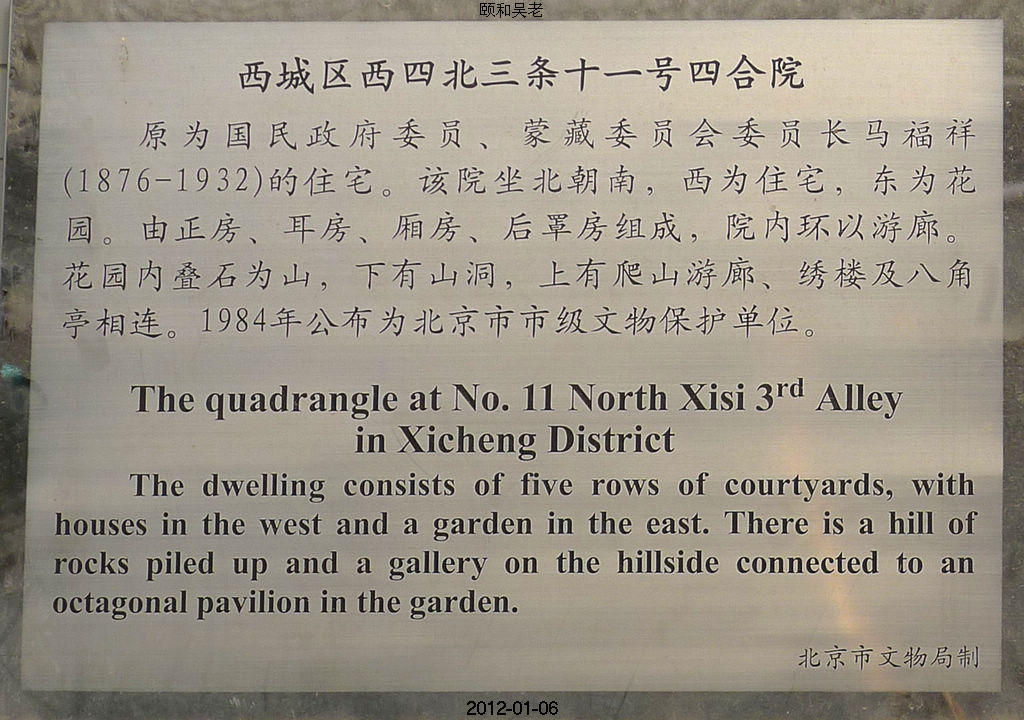 颐和吴老
西城区西四北三条十一号四合院
原为国民政府委员、蒙藏委员会委员长马福祥
(1876-1932)的住宅。该院坐北朝南，西为住宅，东为花
园。由正房、耳房、厢房、后罩房组成，院内环以游廊。
花园内叠石为山，下有山洞，上有爬山游廊、绣楼及八角
亭相连。1984年公布为北京市市级文物保护单位。
The quadrangle at No. 11 North Xisi 3rd Alley
in Xicheng District
The dwelling consists of five rows of courtyards, with
houses in the west and a garden in the east. There is a hill of
rocks piled up and a gallery on the hillside connected to an
octagonal pavilion in the garden.
北京市文物局制
2012-01-06